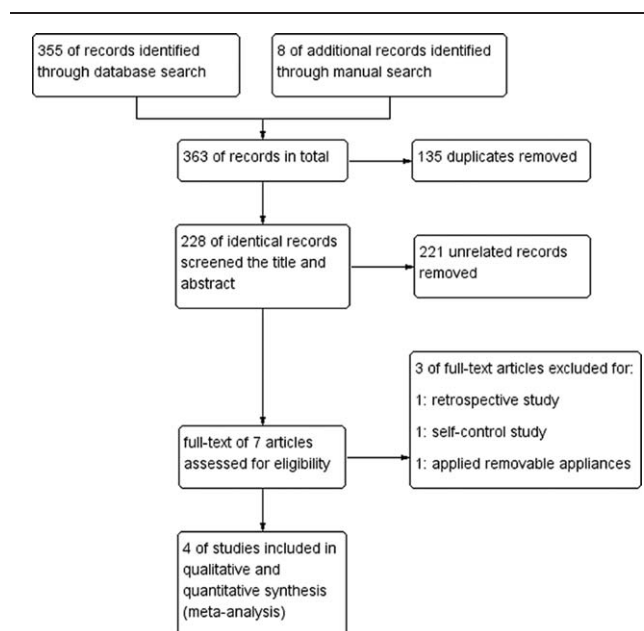 355 of records identified
through database search
8 of additional records identified
through manual search
363 of records in total
135 duplicates removed
228 of identical records
screened the title and
abstract
221 unrelated records
removed
3 of full-text articles excluded for:
1: retrospective study
1: self-control study
1: applied removable appliances
full-text of 7 articles
assessed for eligibility
4 of studies included in
qualitative and
quantitative synthesis
(meta-analysis)